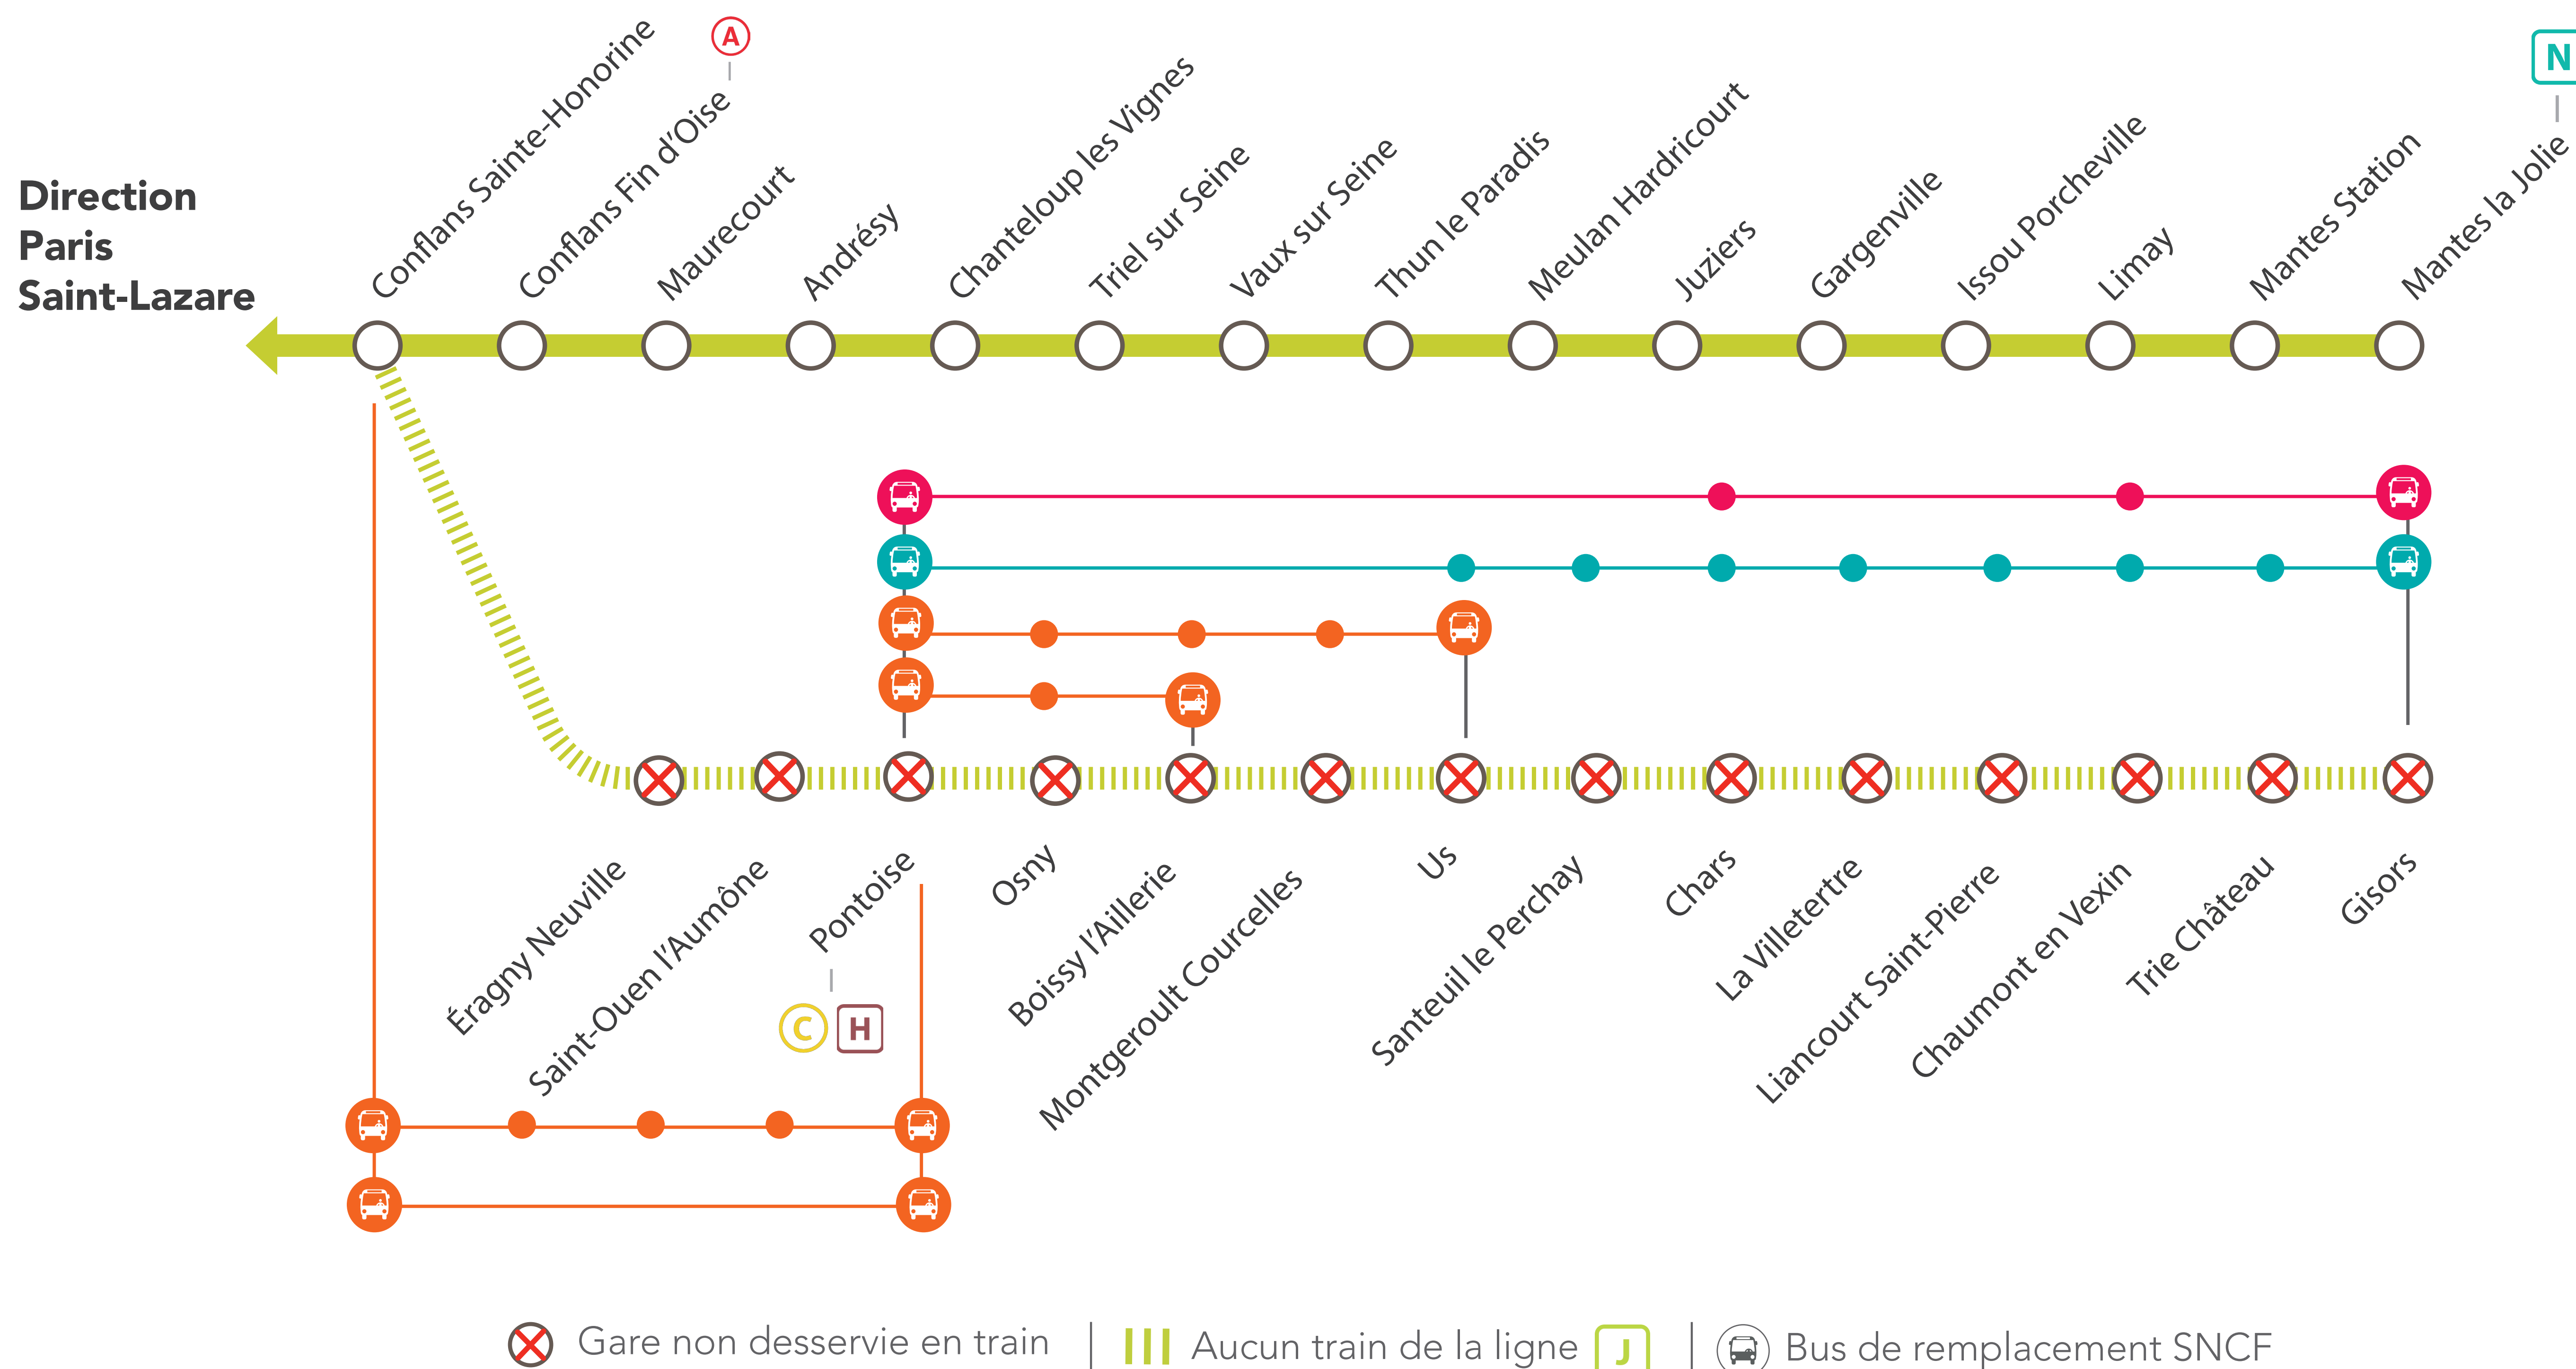 Direction
Paris
Saint-Lazare
Conflans Sainte-Honorine
Conflans Fin d'Oise
A
Maurecourt
Andrésy
Chanteloup les Vignes
Triel sur Seine
Vaux sur Seine
Thun le Paradis
Meulan Hardricourt
Juziers
Gargenville
Issou Porcheville
Limay
Mantes Station
Mantes la Jolie
N
Éragny Neuville
Saint-Ouen l'Aumône
Pontoise
C H
Osny
Boissy l'Aillerie
Montgeroult Courcelles
Us
Santeuil le Perchay
Chars
La Villetertre
Liancourt Saint-Pierre
Chaumont en Vexin
Trie Château
Gisors
Gare non desservie en train
Aucun train de la ligne J
Bus de remplacement SNCF